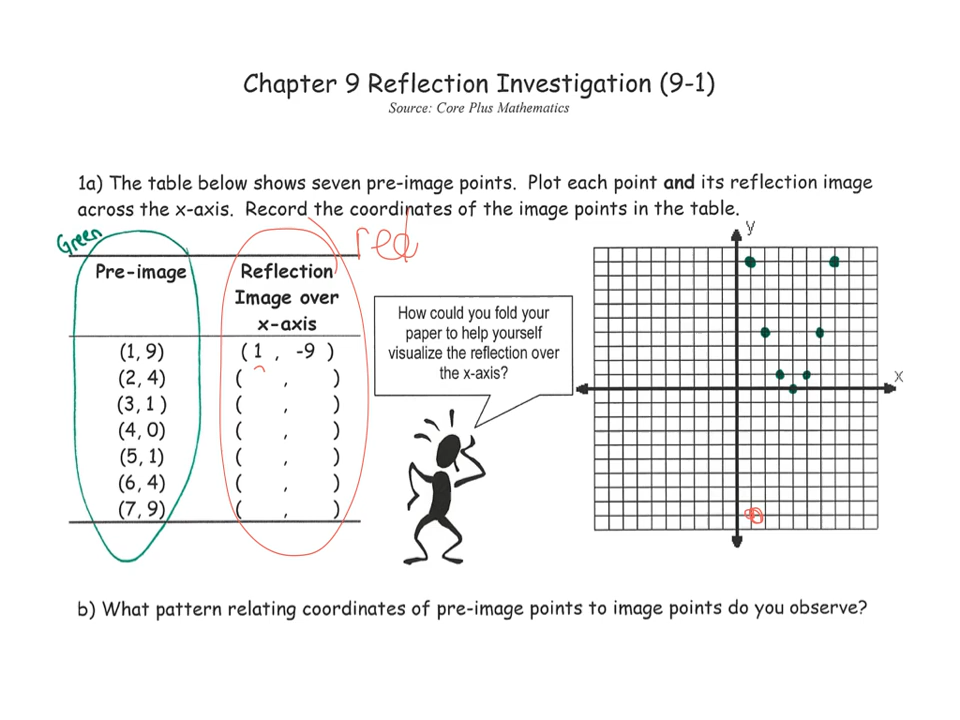 Chapter 9 Reflection Investigation (9-1)
Source: Core Plus Mathematics
1a) The table below shows seven pre-image points. Plot each point and its reflection image
across the x-axis. Record the coordinates of the image points in the table.
Green
red
Pre-image
Reflection
Image over
x-axis
(1, 9) ( 1 , -9 )
(2, 4) ( , )
(3, 1 ) ( , )
(4, 0) ( , )
(5, 1) ( , )
(6, 4) ( , )
(7, 9) ( , )
How could you fold your
paper to help yourself
visualize the reflection over
the x-axis?
y
x
b) What pattern relating coordinates of pre-image points to image points do you observe?